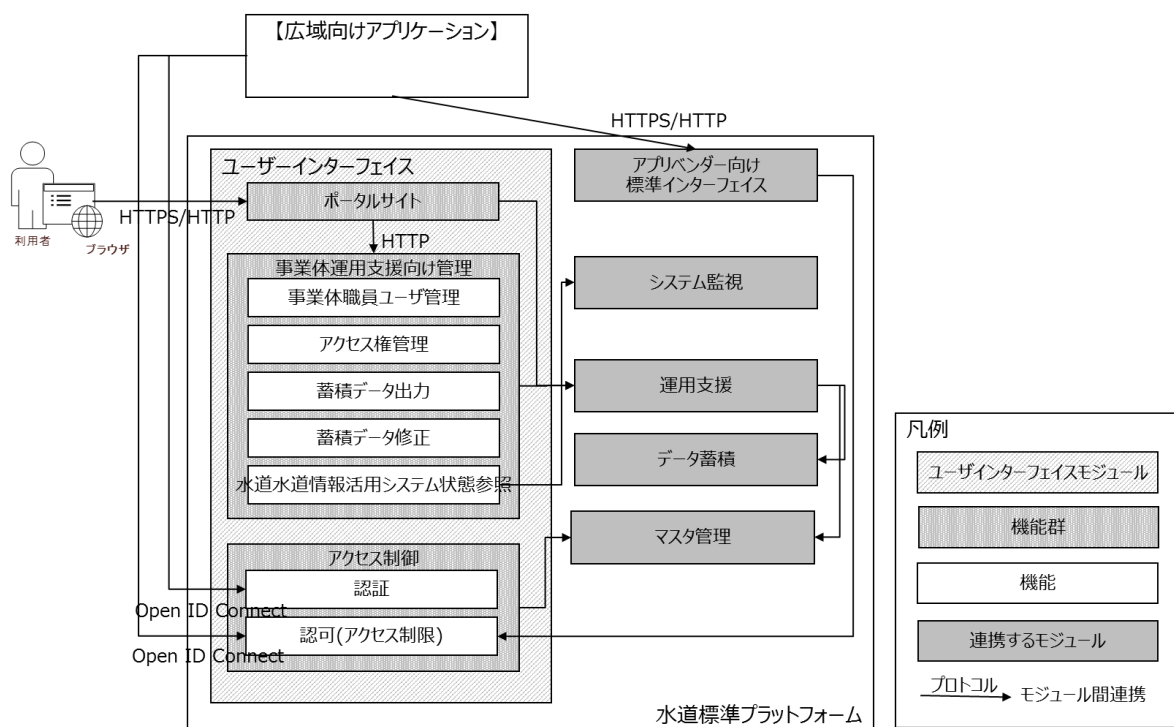 【広域向けアプリケーション】
HTTPS/HTTP
ユーザーインターフェイス
アプリベンダー向け
標準インターフェイス
ポータルサイト
HTTPS/HTTP
利用者
ブラウザ
HTTP
事業体運用支援向け管理
事業体職員ユーザ管理
システム監視
アクセス権管理
蓄積データ出力
運用支援
蓄積データ修正
データ蓄積
水道水道情報活用システム状態参照
マスタ管理
アクセス制御
認証
Open ID Connect
認可(アクセス制限)
Open ID Connect
水道標準プラットフォーム
凡例
ユーザインターフェイスモジュール
機能群
機能
連携するモジュール
プロトコル
モジュール間連携